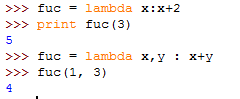 >>> fuc = lambda x:x+2
>>> print fuc(3)
5
>>> fuc = lambda x,y : x+y
>>> fuc(1, 3)
4